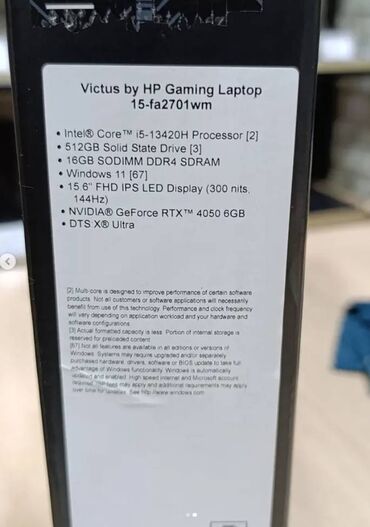 Victus by HP Gaming Laptop
15-fa2701wm
• Intel® Core™ i5-13420H Processor [2]
• 512GB Solid State Drive [3]
• 16GB SODIMM DDR4 SDRAM
• Windows 11 [67]
• 15.6" FHD IPS LED Display (300 nits,
144Hz)
• NVIDIA® GeForce RTX™ 4050 6GB
• DTS X® Ultra
[2] Multi-core is designed to improve performance of certain software
products. Not all customers or software applications will necessarily
benefit from use of this technology. Performance and clock frequency
will vary depending on application workload and your hardware and
software configurations.
[3] Actual formatted capacity is less. Portion of internal storage is
reserved for preloaded content.
[67] Not all features are available in all editions or versions of
Windows. Systems may require upgraded and/or separately
purchased hardware, drivers, software or BIOS update to take full
advantage of Windows functionality. Windows is automatically
updated and enabled. High speed internet and Microsoft account
required. ISP fees may apply and additional requirements may apply
over time for updates. See http://www.windows.com